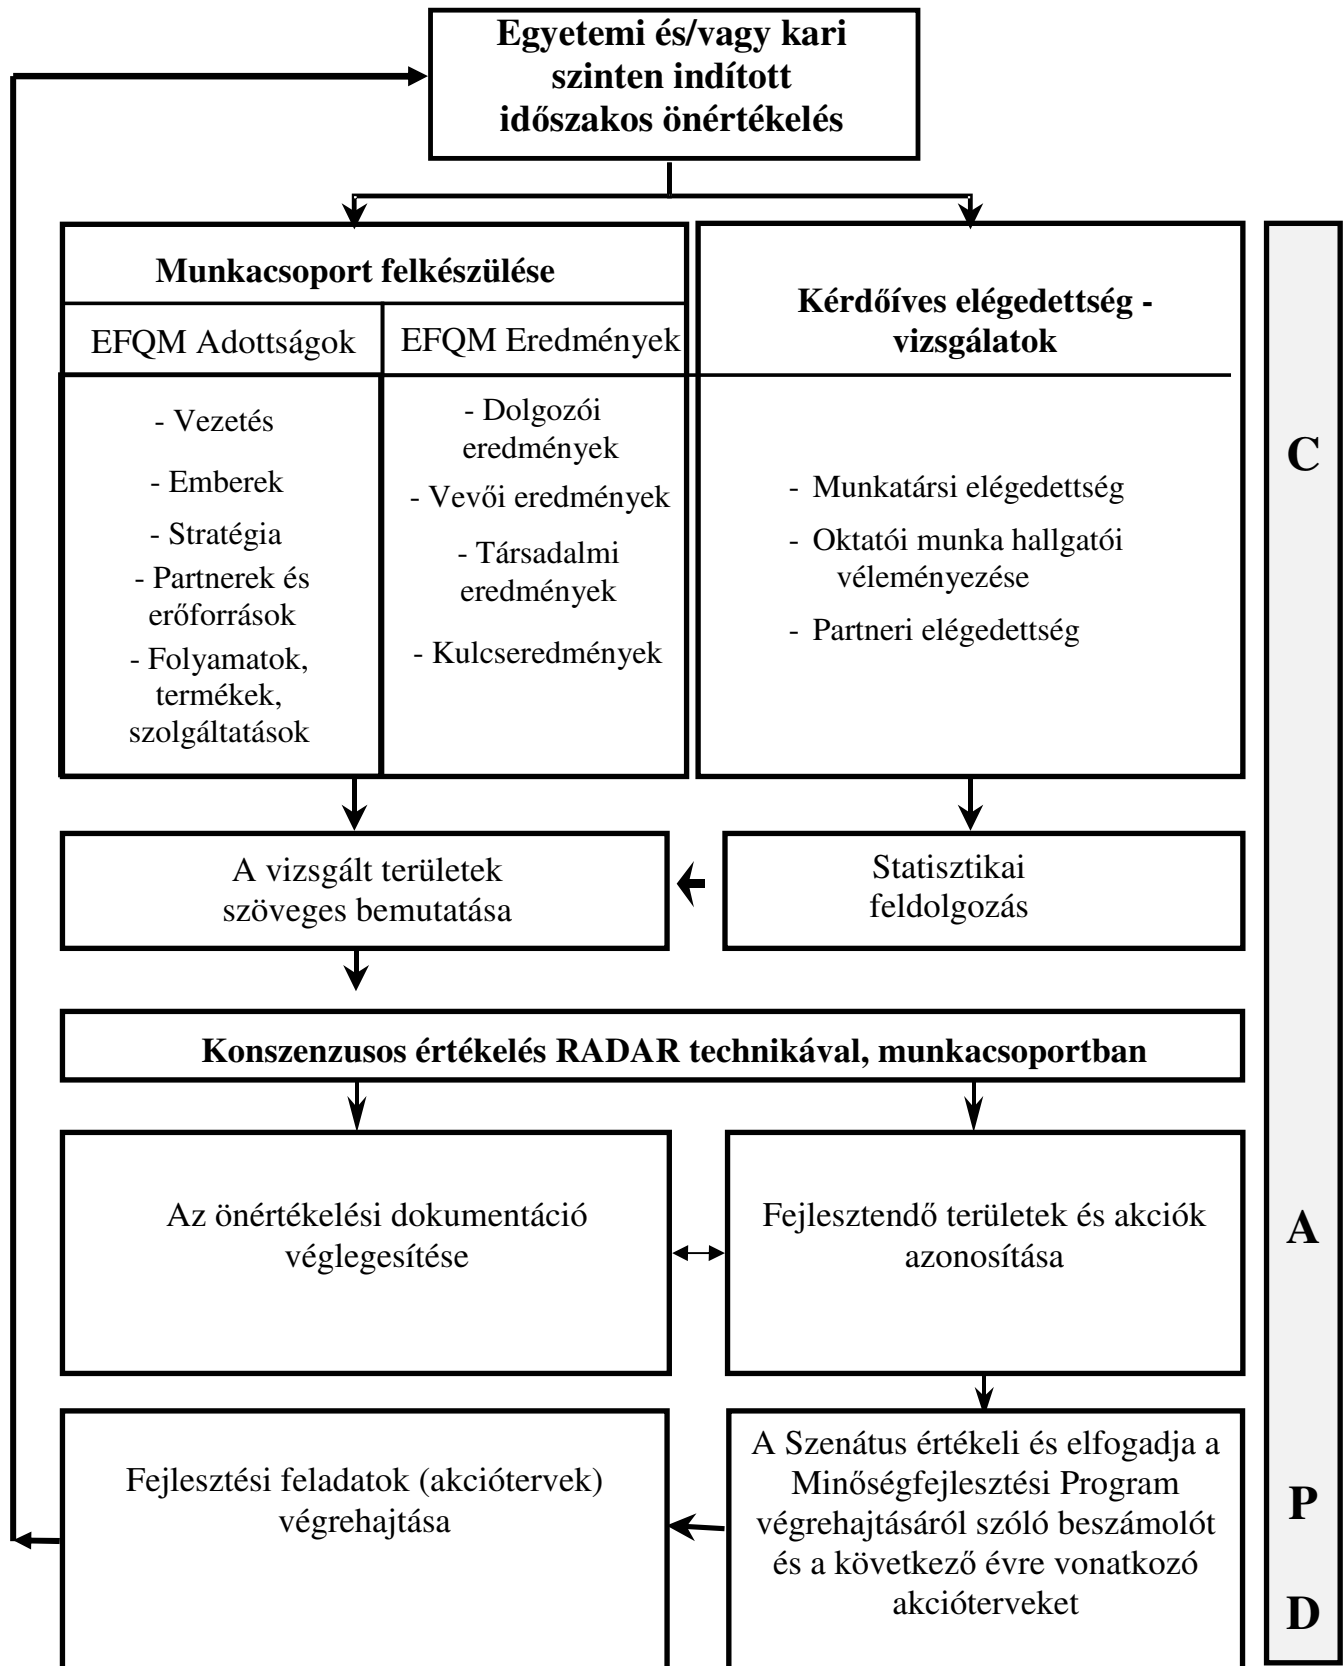 Egyetemi és/vagy kari
szinten indított
időszakos önértékelés
Munkacsoport felkészülése
EFQM Adottságok
EFQM Eredmények
- Vezetés
- Emberek
- Stratégia
- Partnerek és
erőforrások
- Folyamatok,
termékek,
szolgáltatások
- Dolgozói
eredmények
- Vevői eredmények
- Társadalmi
eredmények
- Kulcseredmények
Kérdőíves elégedettség -
vizsgálatok
- Munkatársi elégedettség
- Oktatói munka hallgatói
véleményezése
- Partneri elégedettség
C
A vizsgált területek
szöveges bemutatása
Statisztikai
feldolgozás
Konszenzusos értékelés RADAR technikával, munkacsoportban
Az önértékelési dokumentáció
véglegesítése
Fejlesztendő területek és akciók
azonosítása
A
Fejlesztési feladatok (akciótervek)
végrehajtása
A Szenátus értékeli és elfogadja a
Minőségfejlesztési Program
végrehajtásáról szóló beszámolót
és a következő évre vonatkozó
akcióterveket
P
D